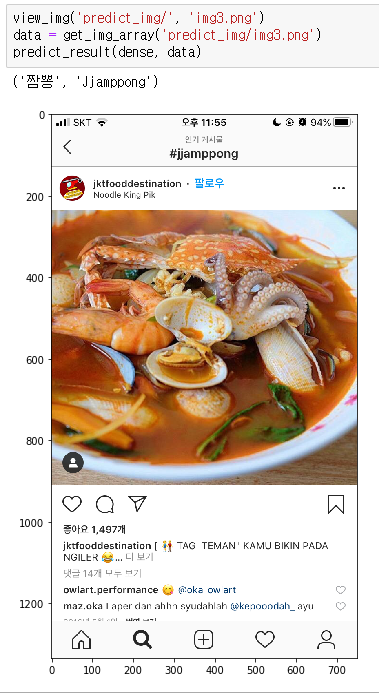 view_img('predict_img/', 'img3.png')
data = get_img_array('predict_img/img3.png')
predict_result(dense, data)
('짬뽕', 'Jjamppong')
0
SKT 오후 11:55 94%
인기 게시물
#jjamppong
jktfooddestination · 팔로우
Noodle King Pik
200
400
600
800
1000
좋아요 1,497개
jktfooddestination [ TAG TEMAN" KAMU BIKIN PADA
NGILER 😂... 더 보기
댓글 14개 모두 보기
owlart.performance 😋 @oka_owlart
maz.oka Laper dan ahhh syudahlah @kepooodah_ ayu
1200
0 100 200 300 400 500 600 700